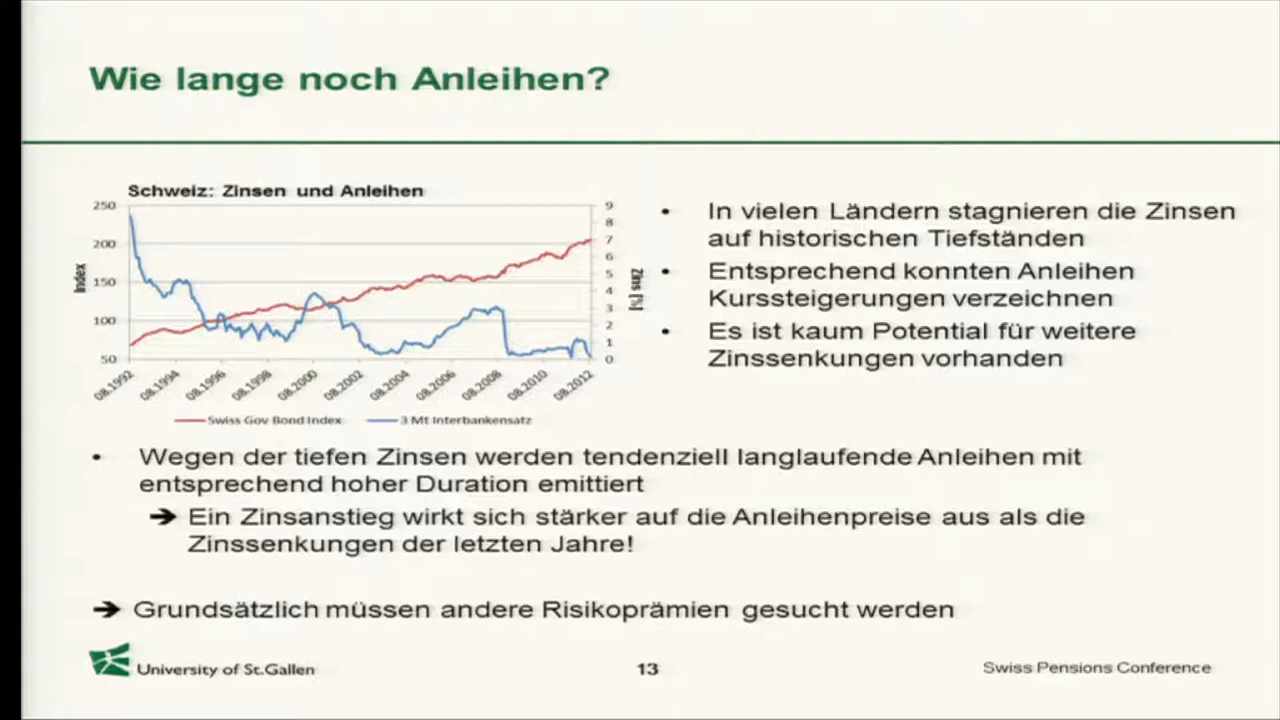 Wie lange noch Anleihen?
Schweiz: Zinsen und Anleihen
250
200
150
100
50
Index
9
8
7
6
5
4
3
2
1
0
Zins [%]
08.1992
08.1994
08.1996
08.1998
08.2000
08.2002
08.2004
08.2006
08.2008
08.2010
08.2012
Swiss Gov Bond Index
3 Mt Interbankensatz
• In vielen Ländern stagnieren die Zinsen
auf historischen Tiefständen
• Entsprechend konnten Anleihen
Kurssteigerungen verzeichnen
• Es ist kaum Potential für weitere
Zinssenkungen vorhanden
• Wegen der tiefen Zinsen werden tendenziell langlaufende Anleihen mit
entsprechend hoher Duration emittiert
➔ Ein Zinsanstieg wirkt sich stärker auf die Anleihenpreise aus als die
Zinssenkungen der letzten Jahre!
➔ Grundsätzlich müssen andere Risikoprämien gesucht werden
University of St.Gallen
13
Swiss Pensions Conference